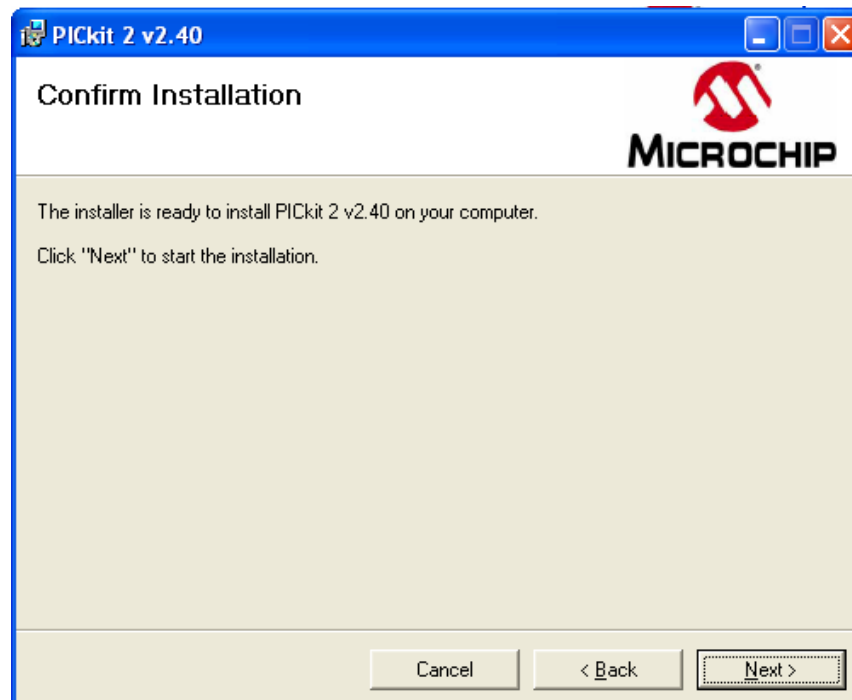 PICkit 2 v2.40
Confirm Installation
MICROCHIP
The installer is ready to install PICkit 2 v2.40 on your computer.
Click "Next" to start the installation.
Cancel
< Back
Next >